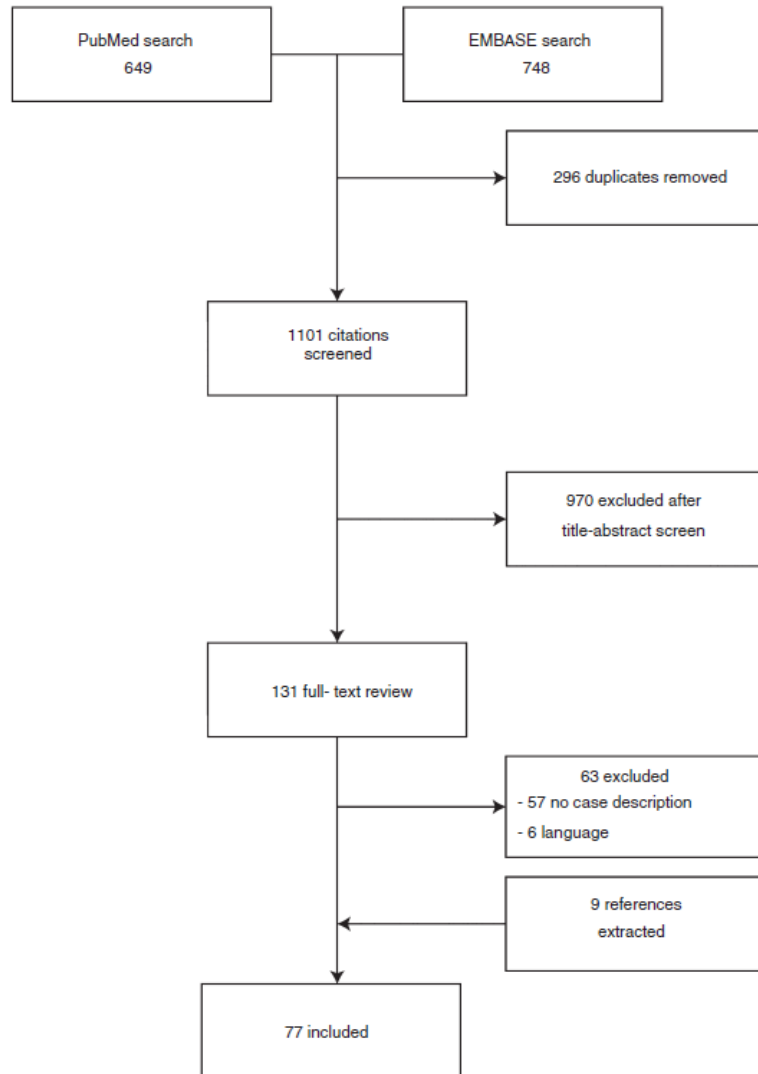 PubMed search
649
EMBASE search
748
296 duplicates removed
1101 citations
screened
970 excluded after
title-abstract screen
131 full- text review
63 excluded
- 57 no case description
- 6 language
9 references
extracted
77 included